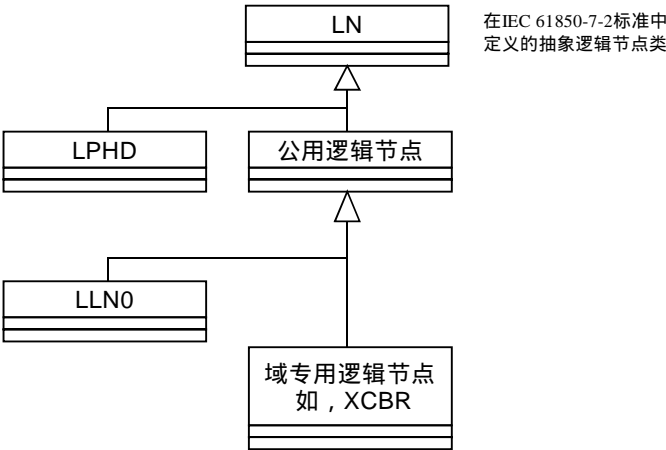 LN
在IEC 61850-7-2标准中
定义的抽象逻辑节点类
LPHD
公用逻辑节点
LLN0
域专用逻辑节点
如，XCBR